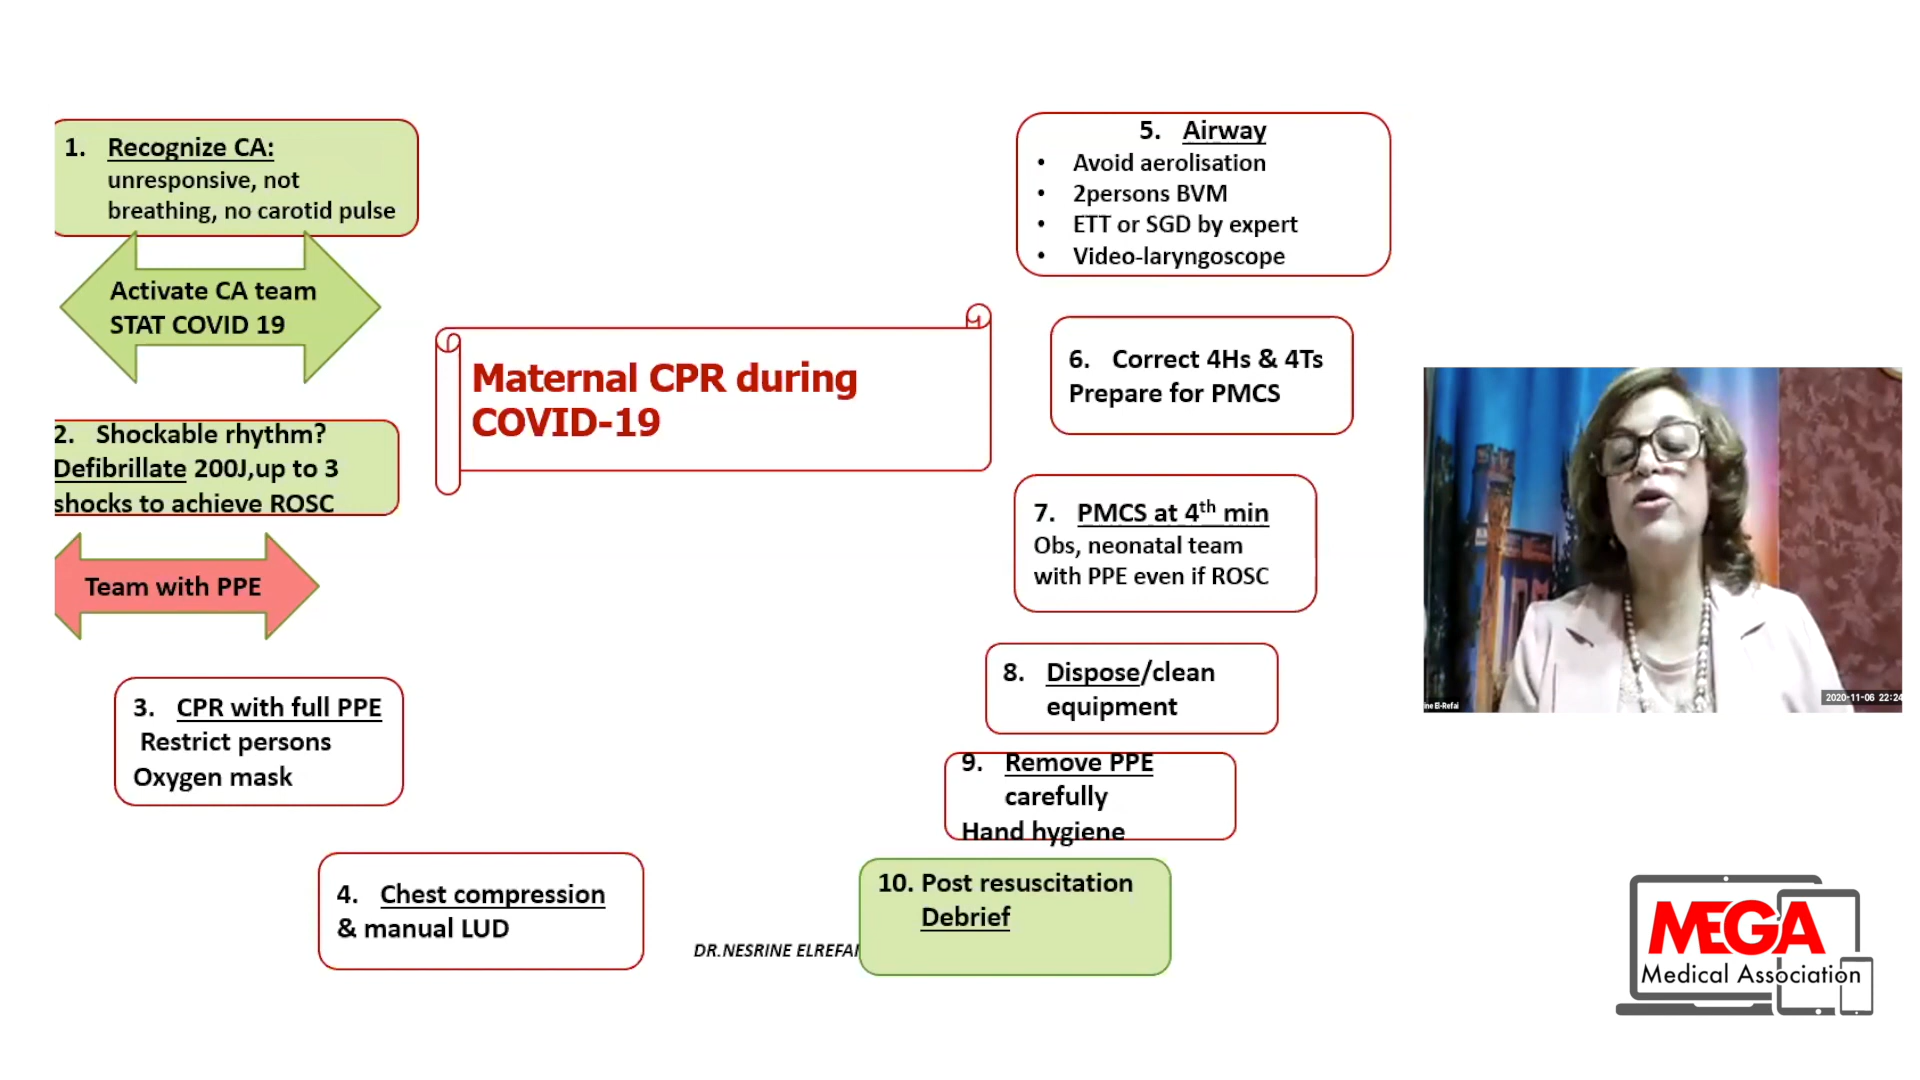 1. Recognize CA:
unresponsive, not
breathing, no carotid pulse
Activate CA team
STAT COVID 19
2. Shockable rhythm?
Defibrillate 200J,up to 3
shocks to achieve ROSC
Team with PPE
3. CPR with full PPE
Restrict persons
Oxygen mask
4. Chest compression
& manual LUD
Maternal CPR during
COVID-19
5. Airway
• Avoid aerolisation
• 2persons BVM
• ETT or SGD by expert
• Video-laryngoscope
6. Correct 4Hs & 4Ts
Prepare for PMCS
7. PMCS at 4th min
Obs, neonatal team
with PPE even if ROSC
8. Dispose/clean
equipment
9. Remove PPE
carefully
Hand hygiene
10. Post resuscitation
Debrief
DR.NESRINE ELREFAI
ine El-Refai
2020-11-06 22:24
MEGA
Medical Association